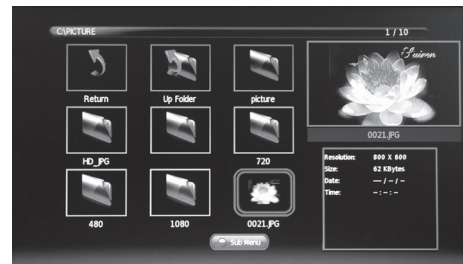 C:\PICTURE
1 / 10
Return
Up Folder
picture
HD_JPG
720
480
1080
0021.JPG
Sub Menu
0021.JPG
Resolution: 800 X 600
Size: 62 KBytes
Date: --- / -- / --
Time: -- : -- : --